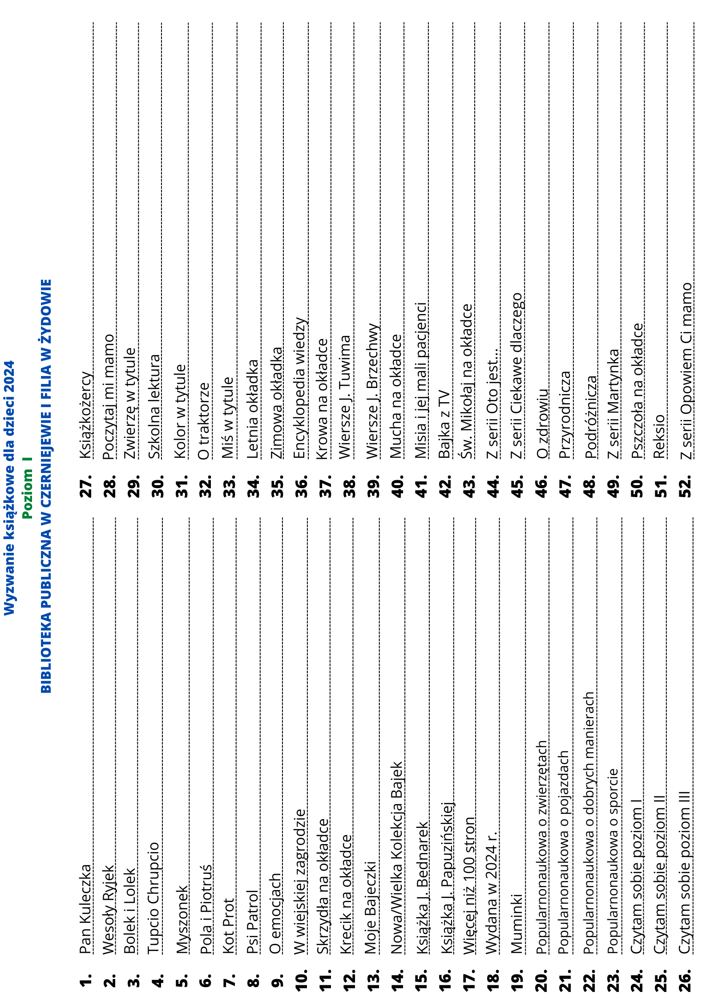 Wyzwanie książkowe dla dzieci 2024
Poziom I
BIBLIOTEKA PUBLICZNA W CZERNIEJEWIE I FILIA W ŻYDOWIE
1. Pan Kuleczka
2. Wesoły Ryjek
3. Bolek i Lolek
4. Tupcio Chrupcio
5. Myszonek
6. Pola i Piotruś
7. Kot Prot
8. Psi Patrol
9. O emocjach
10. W wiejskiej zagrodzie
11. Skrzydła na okładce
12. Krecik na okładce
13. Moje Bajeczki
14. Nowa/Wielka Kolekcja Bajek
15. Książka J. Bednarek
16. Książka J. Papuzińskiej
17. Więcej niż 100 stron
18. Wydana w 2024 r.
19. Muminki
20. Popularnonaukowa o zwierzętach
21. Popularnonaukowa o pojazdach
22. Popularnonaukowa o dobrych manierach
23. Popularnonaukowa o sporcie
24. Czytam sobie poziom I
25. Czytam sobie poziom II
26. Czytam sobie poziom III
27. Książkożercy
28. Poczytaj mi mamo
29. Zwierzę w tytule
30. Szkolna lektura
31. Kolor w tytule
32. O traktorze
33. Miś w tytule
34. Letnia okładka
35. Zimowa okładka
36. Encyklopedia wiedzy
37. Krowa na okładce
38. Wiersze J. Tuwima
39. Wiersze J. Brzechwy
40. Mucha na okładce
41. Misia i jej mali pacjenci
42. Bajka z TV
43. Św. Mikołaj na okładce
44. Z serii Oto jest...
45. Z serii Ciekawe dlaczego
46. O zdrowiu
47. Przyrodnicza
48. Podróżnicza
49. Z serii Martynka
50. Pszczoła na okładce
51. Reksio
52. Z serii Opowiem Ci mamo